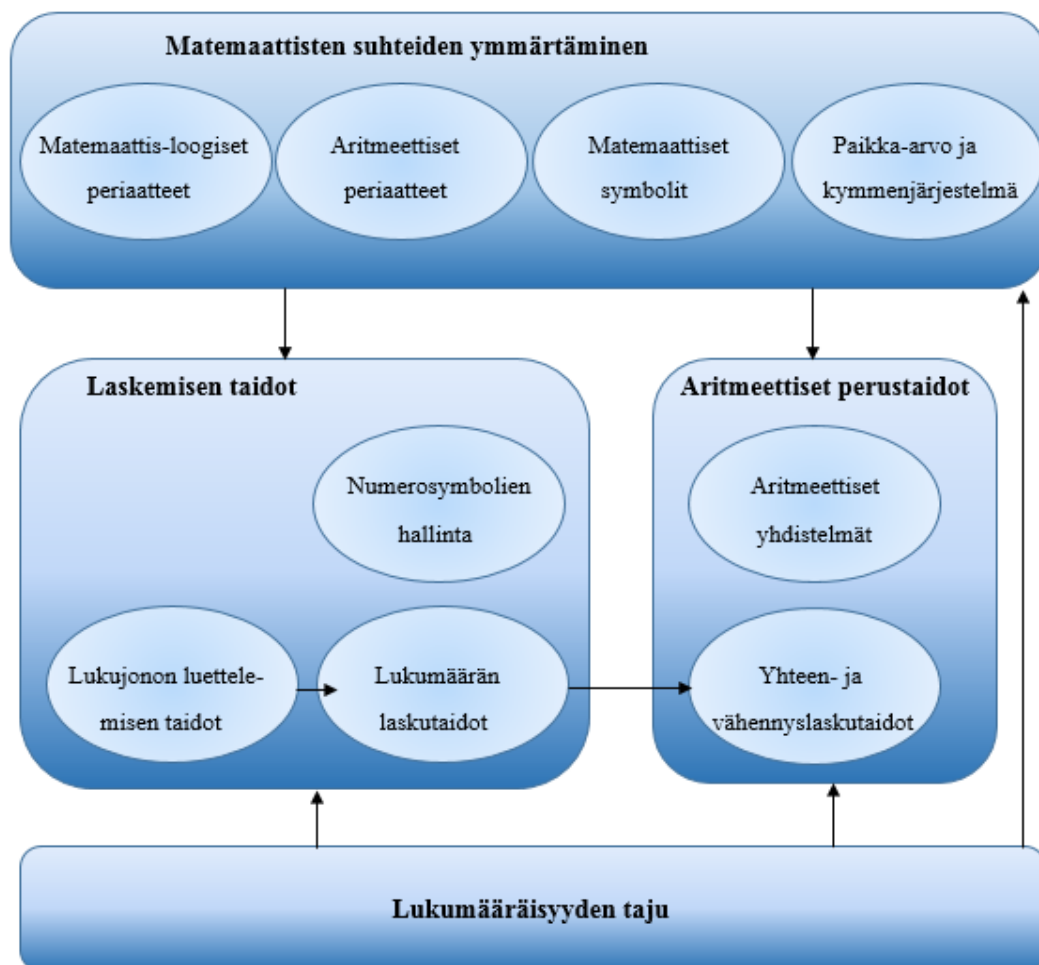 Matemaattisten suhteiden ymmärtäminen
Matemaattis-loogiset
periaatteet
Aritmeettiset
periaatteet
Matemaattiset
symbolit
Paikka-arvo ja
kymmenjärjestelmä
Laskemisen taidot
Numerosymbolien
hallinta
Lukujonon luettele-
misen taidot
Lukumäärän
laskutaidot
Aritmeettiset perustaidot
Aritmeettiset
yhdistelmät
Yhteen- ja
vähennyslaskutaidot
Lukumääräisyyden taju